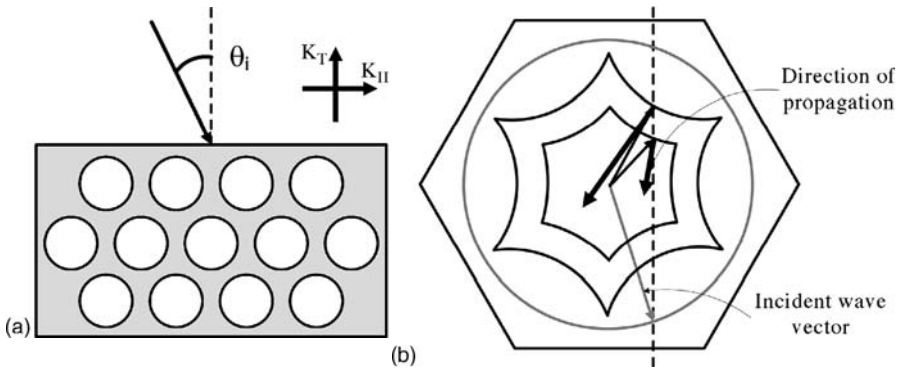 θi
KT
KII
(a)
Direction of
propagation
Incident wave
vector
(b)